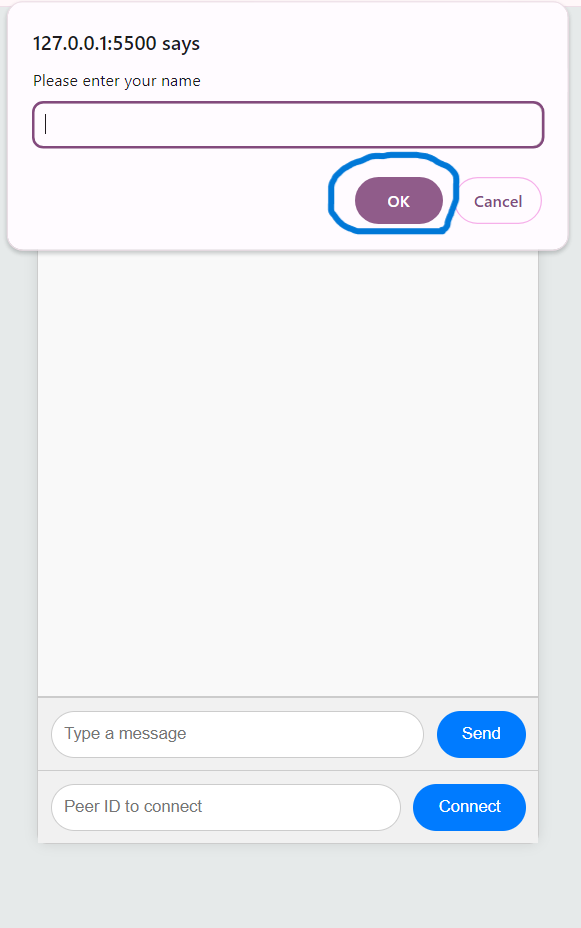 127.0.0.1:5500 says
Please enter your name
OK Cancel
Type a message Send
Peer ID to connect Connect